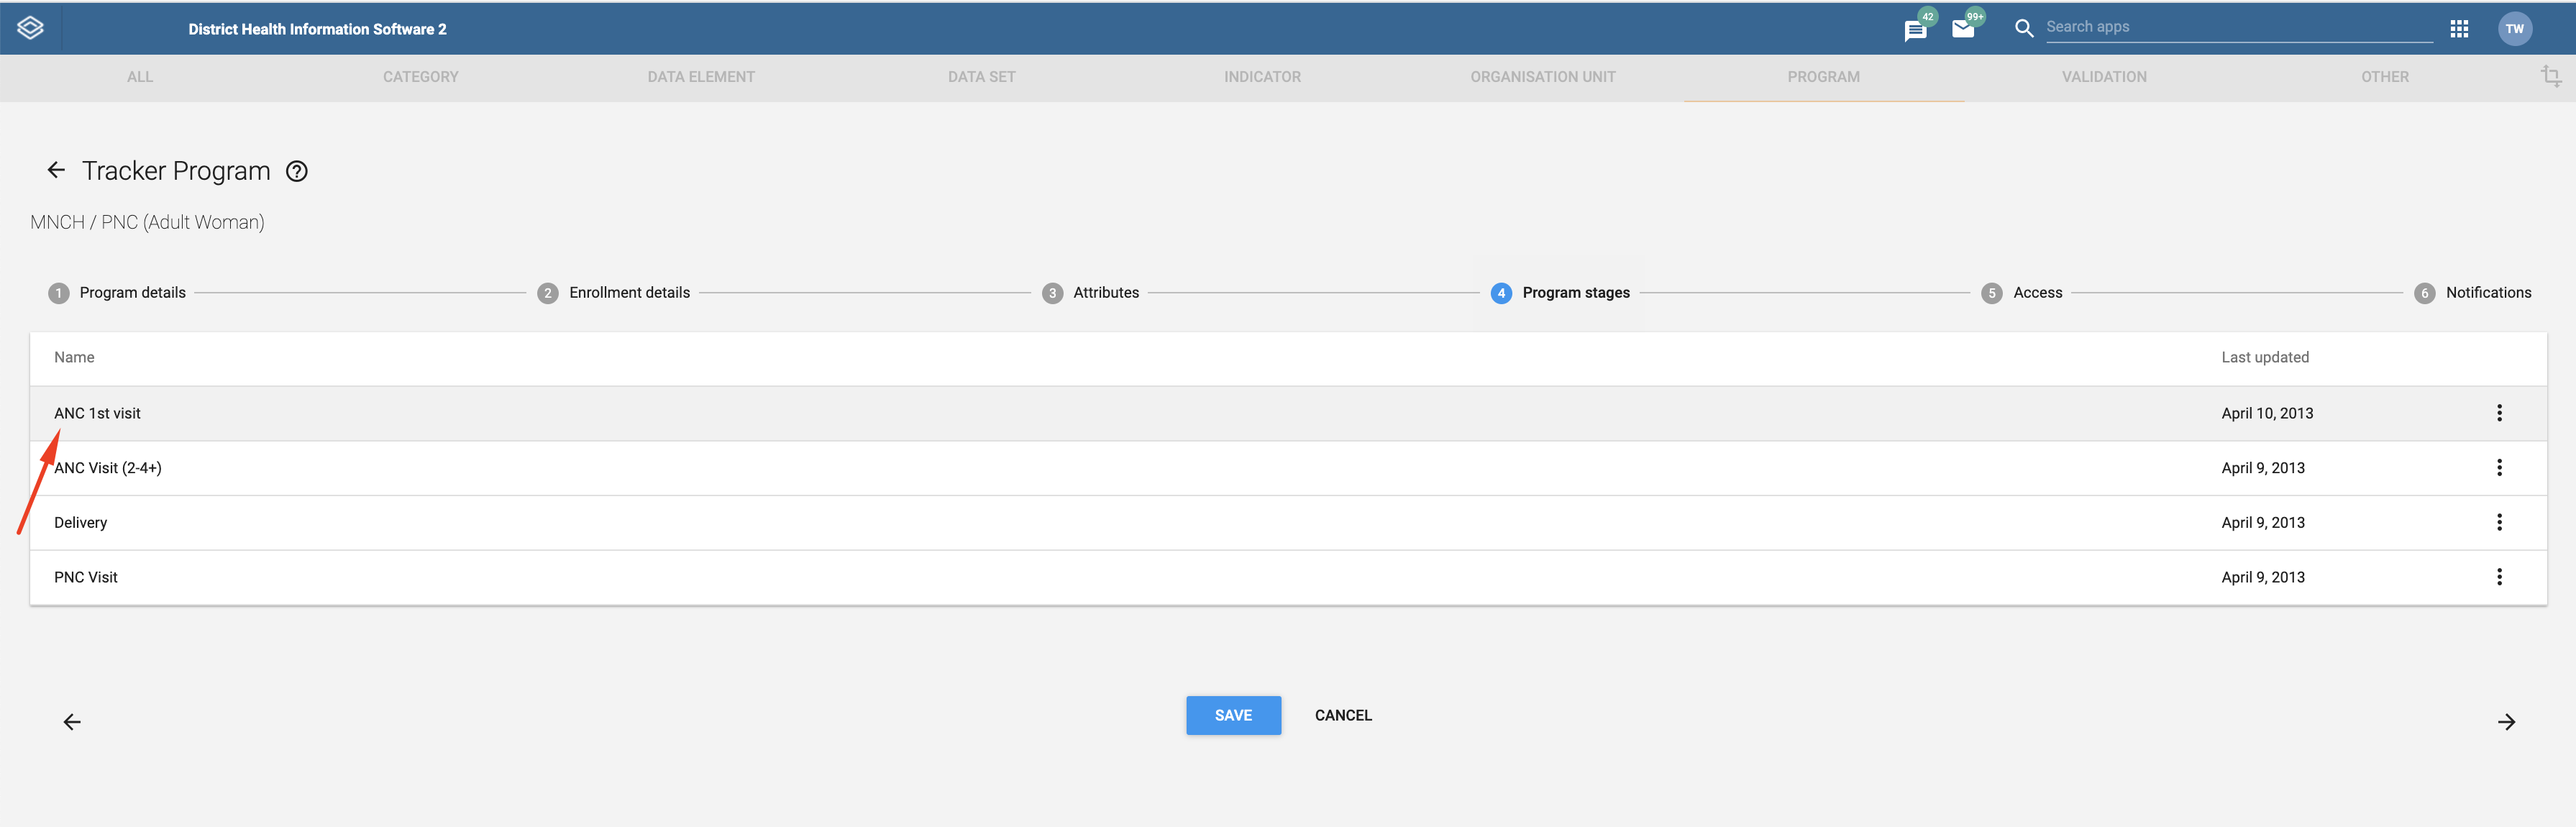 District Health Information Software 2
42
99+
Search apps
TW
ALL
CATEGORY
DATA ELEMENT
DATA SET
INDICATOR
ORGANISATION UNIT
PROGRAM
VALIDATION
OTHER
Tracker Program
MNCH / PNC (Adult Woman)
1 Program details
2 Enrollment details
3 Attributes
4 Program stages
5 Access
6 Notifications
Name Last updated
ANC 1st visit April 10, 2013
ANC Visit (2-4+) April 9, 2013
Delivery April 9, 2013
PNC Visit April 9, 2013
SAVE CANCEL